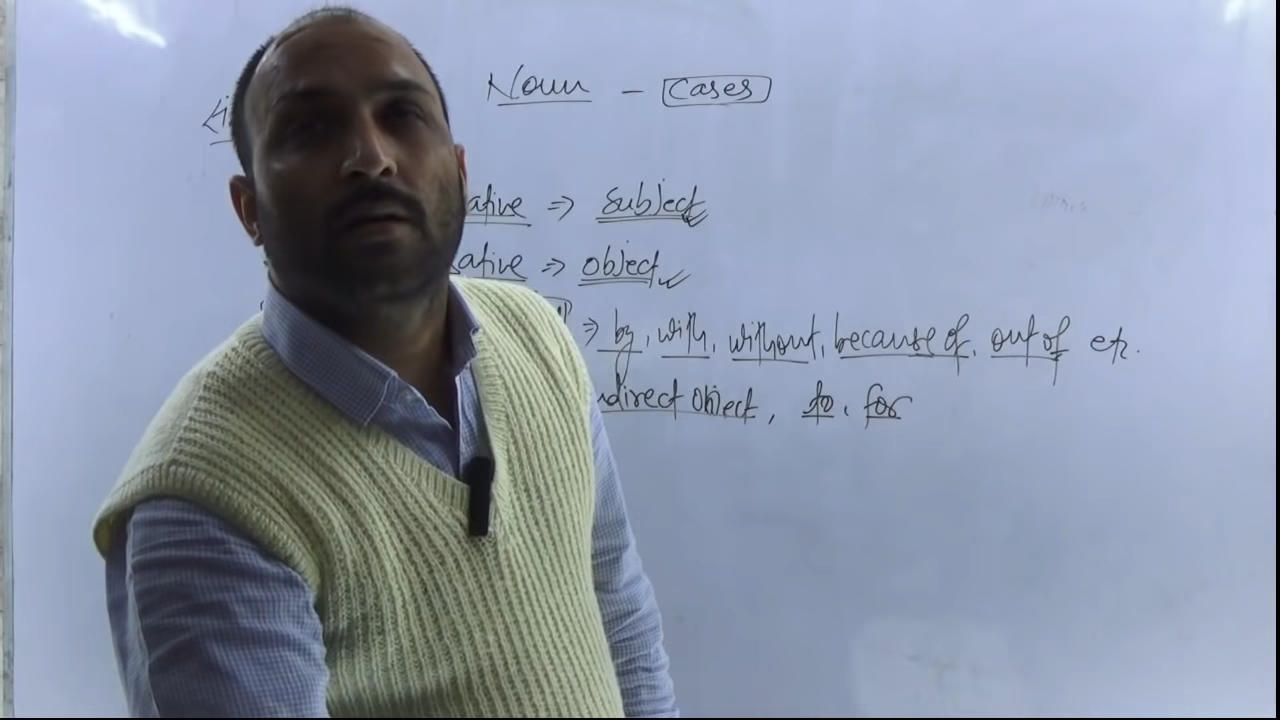 Noun - Cases
ative => Subject
ative => object
=> by, with, without, because of, out of etc.
ndirect object, to, for